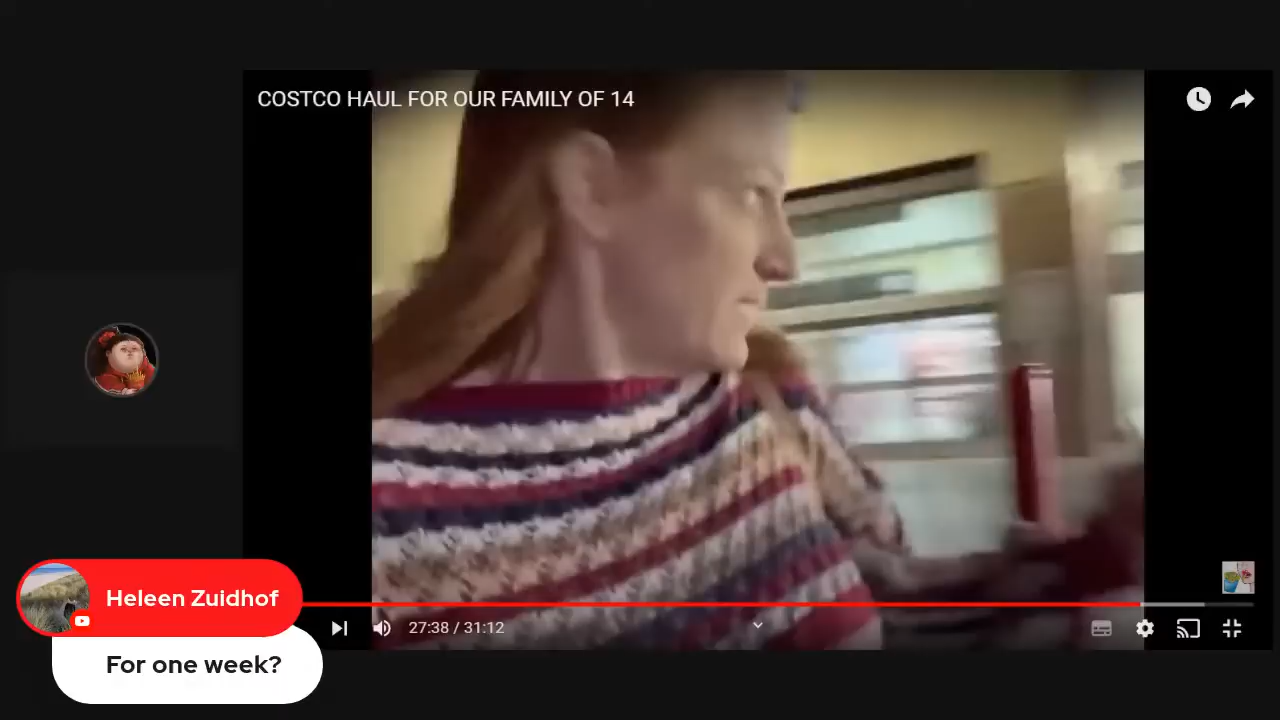 COSTCO HAUL FOR OUR FAMILY OF 14
27:38 / 31:12
Heleen Zuidhof
For one week?